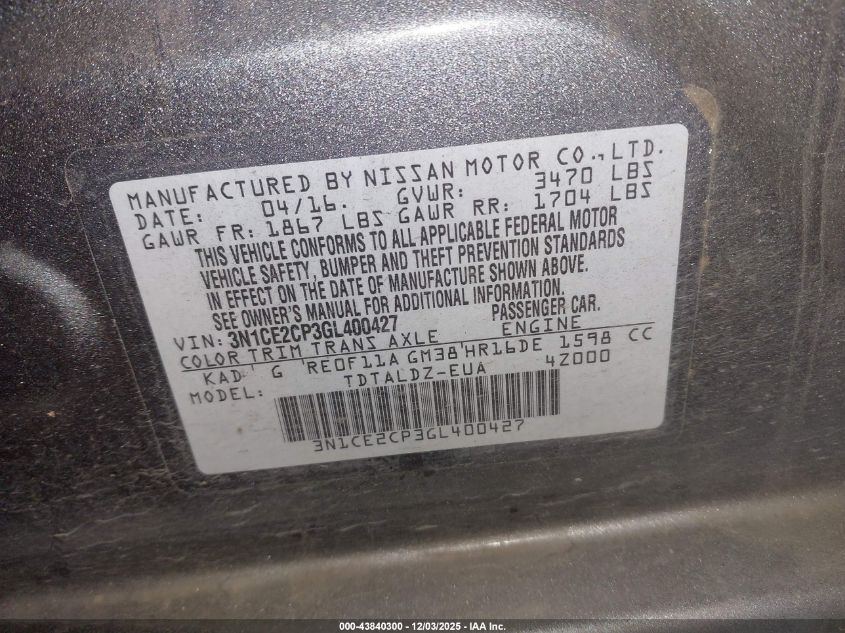 MANUFACTURED BY NISSAN MOTOR CO., LTD.
DATE: 04/16. GVWR: 3470 LBS
GAWR FR: 1867 LBS GAWR RR: 1704 LBS
THIS VEHICLE CONFORMS TO ALL APPLICABLE FEDERAL MOTOR
VEHICLE SAFETY, BUMPER AND THEFT PREVENTION STANDARDS
IN EFFECT ON THE DATE OF MANUFACTURE SHOWN ABOVE.
SEE OWNER'S MANUAL FOR ADDITIONAL INFORMATION.
VIN: 3N1CE2CP3GL400427 PASSENGER CAR.
COLOR TRIM TRANS AXLE ENGINE
KAD G RE0F11A GM38 HR16DE 1598 CC
MODEL: TDTALDZ-EUA 42000
3N1CE2CP3GL400427
000-43840300 - 12/03/2025 - IAA Inc.